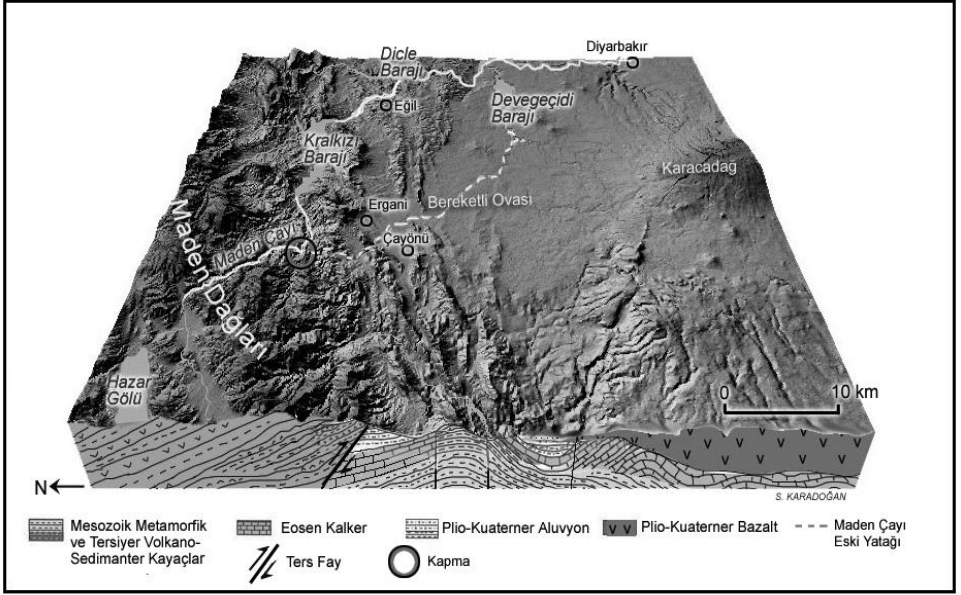 Diyarbakır
Dicle
Barajı
Eğil
Devegeçidi
Barajı
Kralkızı
Barajı
Karacadağ
Ergani
Bereketli Ovası
Çayönü
Maden Çayı
Maden Dağları
Hazar
Gölü
0 10 km
N
S. KARADOĞAN
Mesozoik Metamorfik
ve Tersiyer Volkano-
Sedimanter Kayaçlar
Eosen Kalker
Plio-Kuaterner Aluvyon
Plio-Kuaterner Bazalt
Maden Çayı
Eski Yatağı
Ters Fay
Kapma